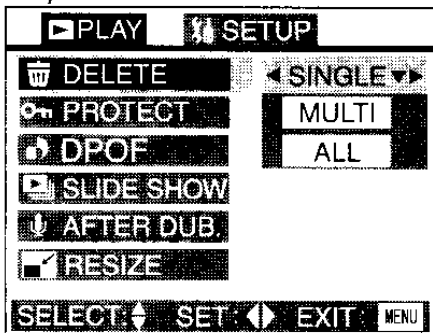 PLAY SETUP
DELETE SINGLE
PROTECT MULTI
DPOF ALL
SLIDE SHOW
AFTER DUB.
RESIZE
SELECT: SET: EXIT: MENU